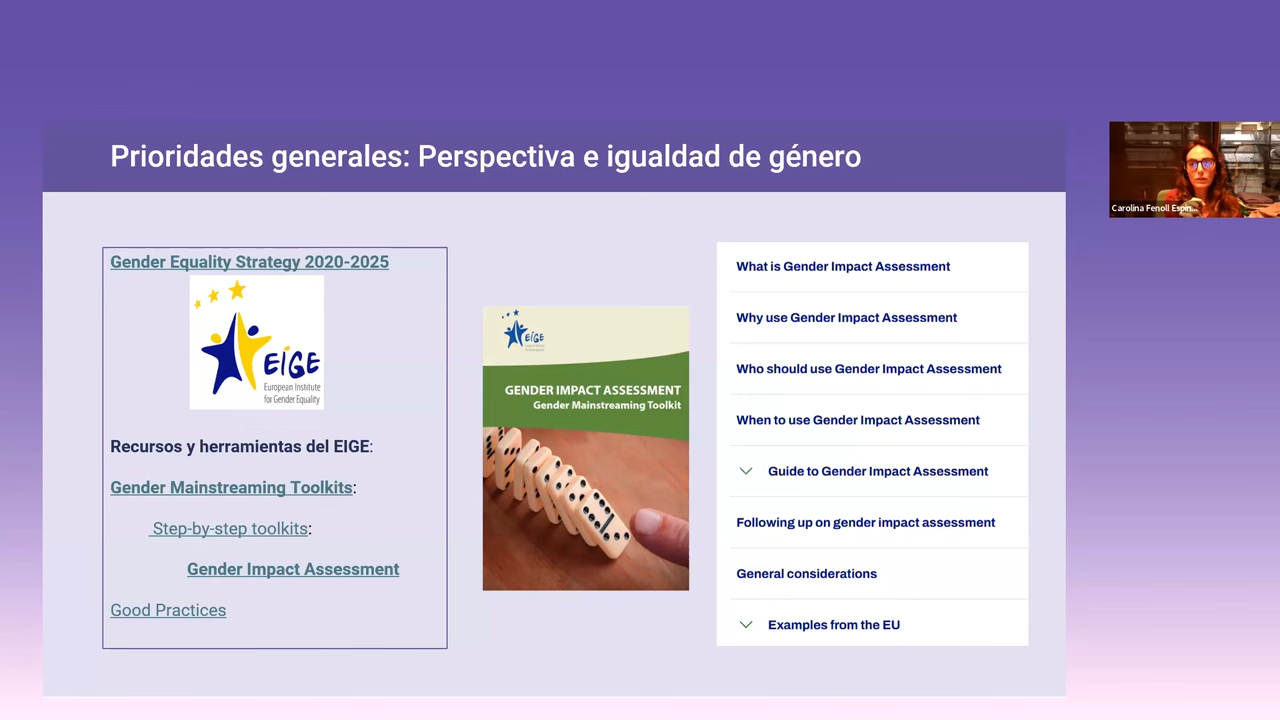 Prioridades generales: Perspectiva e igualdad de género
Carolina Fenoll Espin...
Gender Equality Strategy 2020-2025
EIGE
European Institute
for Gender Equality
Recursos y herramientas del EIGE:
Gender Mainstreaming Toolkits:
Step-by-step toolkits:
Gender Impact Assessment
Good Practices
EIGE
GENDER IMPACT ASSESSMENT
Gender Mainstreaming Toolkit
What is Gender Impact Assessment
Why use Gender Impact Assessment
Who should use Gender Impact Assessment
When to use Gender Impact Assessment
Guide to Gender Impact Assessment
Following up on gender impact assessment
General considerations
Examples from the EU